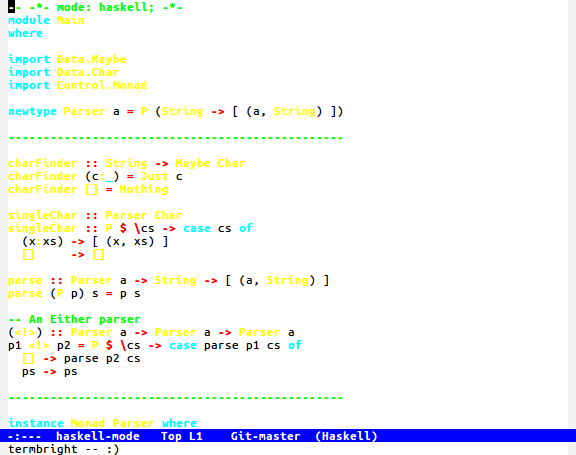 -- -*- mode: haskell; -*-
module Main
where

import Data.Maybe
import Data.Char
import Control.Monad

newtype Parser a = P (String -> [ (a, String) ])

------------------------------------------------

charFinder :: String -> Maybe Char
charFinder (c:_) = Just c
charFinder [] = Nothing

singleChar :: Parser Char
singleChar :: P $ \cs -> case cs of
  (x:xs) -> [ (x, xs) ]
  []     -> []

parse :: Parser a -> String -> [ (a, String) ]
parse (P p) s = p s

-- An Either parser
(<!>) :: Parser a -> Parser a -> Parser a
p1 <!> p2 = P $ \cs -> case parse p1 cs of
  [] -> parse p2 cs
  ps -> ps

------------------------------------------------

instance Monad Parser where
-:---  haskell-mode   Top L1    Git-master  (Haskell)
termbright -- :)